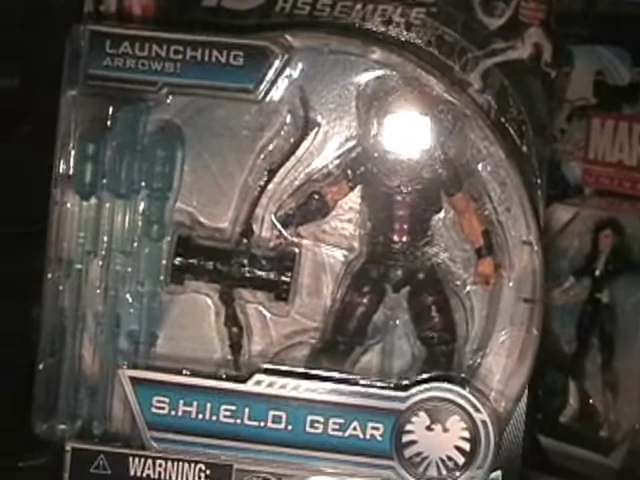 ASSEMBLE
LAUNCHING
ARROWS!
MAR
S.H.I.E.L.D. GEAR
WARNING: